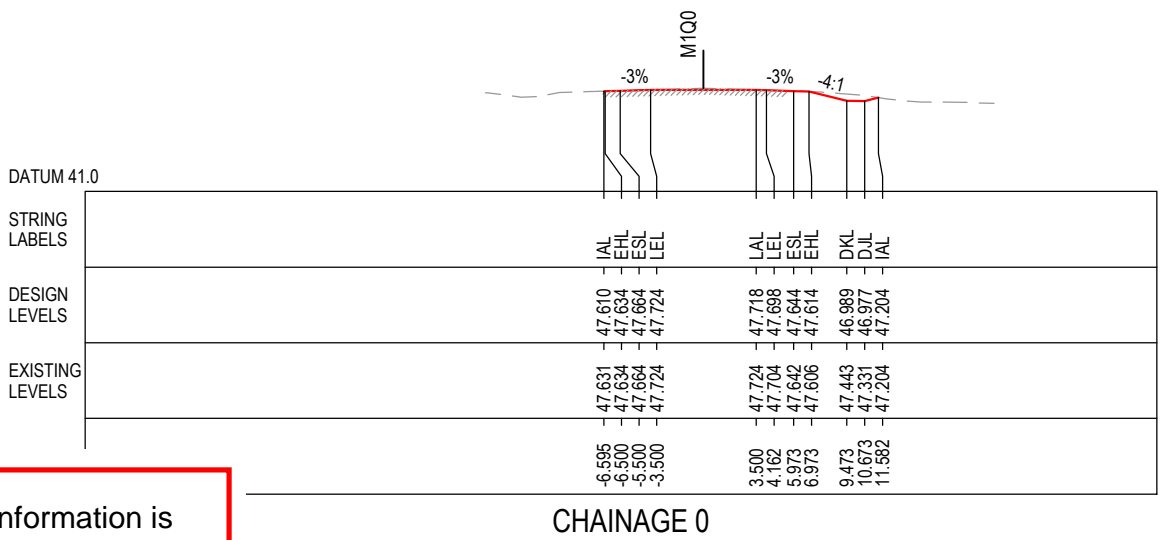 M1Q0
-3%
-3%
-4:1
DATUM 41.0
STRING
LABELS
IAL
EHL
ESL
LEL
LAL
LEL
ESL
EHL
DKL
DJL
IAL
DESIGN
LEVELS
47.610
47.634
47.664
47.724
47.718
47.698
47.644
47.614
46.989
46.977
47.204
EXISTING
LEVELS
47.631
47.634
47.664
47.724
47.724
47.704
47.642
47.606
47.443
47.331
47.204
-6.595
-6.500
-5.500
-3.500
3.500
4.162
5.973
6.973
9.473
10.673
11.582
nformation is
CHAINAGE 0